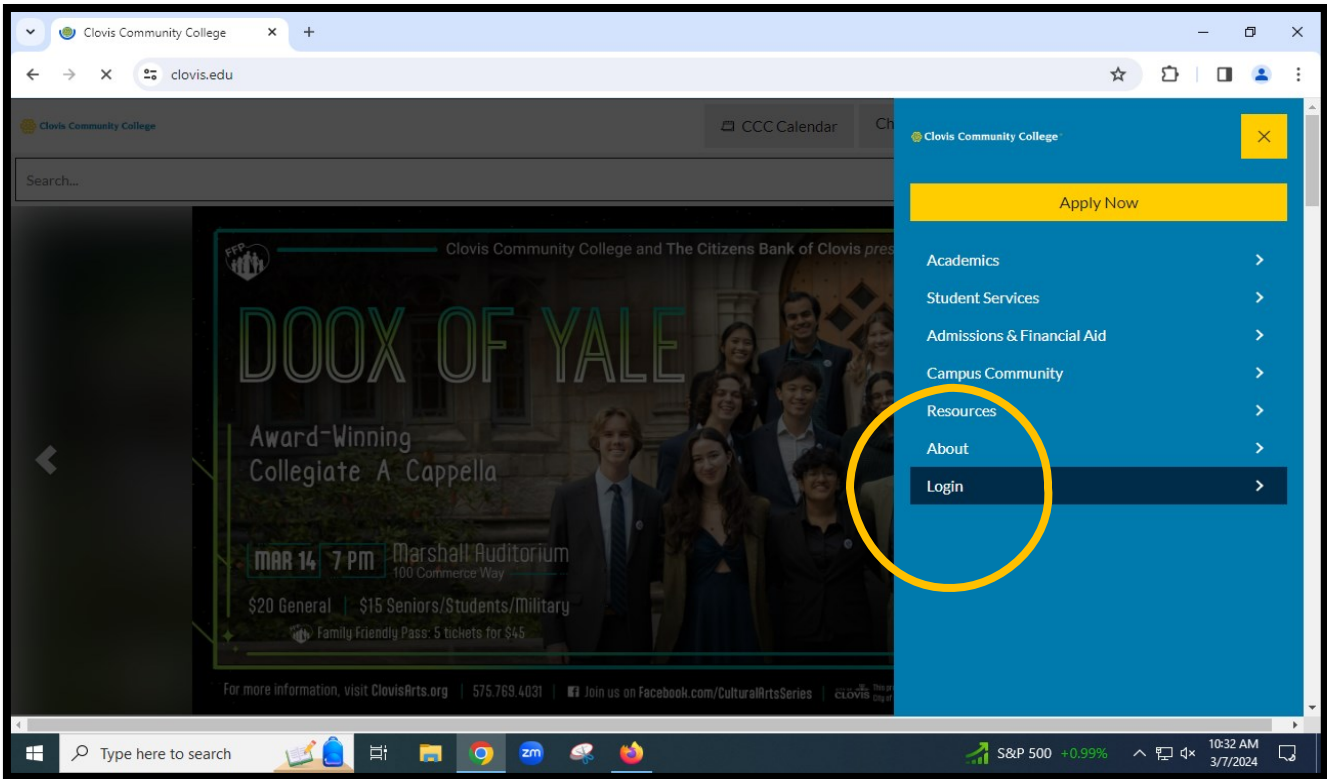 Clovis Community College
clovis.edu
Clovis Community College
CCC Calendar
Ch
Clovis Community College
Search...
Apply Now
Academics
Student Services
Admissions & Financial Aid
Campus Community
Resources
About
Login
FFP
Clovis Community College and The Citizens Bank of Clovis pres
DOOX OF YALE
Award-Winning
Collegiate A Cappella
MAR 14 7 PM Marshall Auditorium
100 Commerce Way
$20 General | $15 Seniors/Students/Military
Family Friendly Pass: 5 tickets for $45
For more information, visit ClovisArts.org | 575.769.4031 | Join us on Facebook.com/CulturalArtsSeries | CLOVIS
Type here to search
zm
S&P 500 +0.99%
10:32 AM
3/7/2024